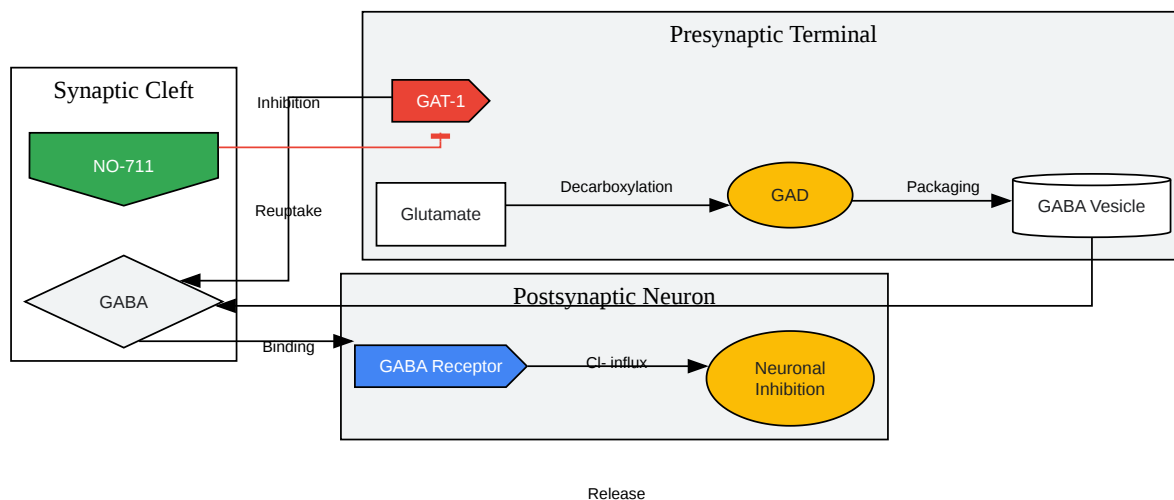 Presynaptic Terminal
Synaptic Cleft
Inhibition
GAT-1
NO-711
Decarboxylation
Packaging
GAD
Glutamate
GABA Vesicle
Reuptake
GABA
Postsynaptic Neuron
Binding
GABA Receptor
Cl- influx
Neuronal
Inhibition
Release